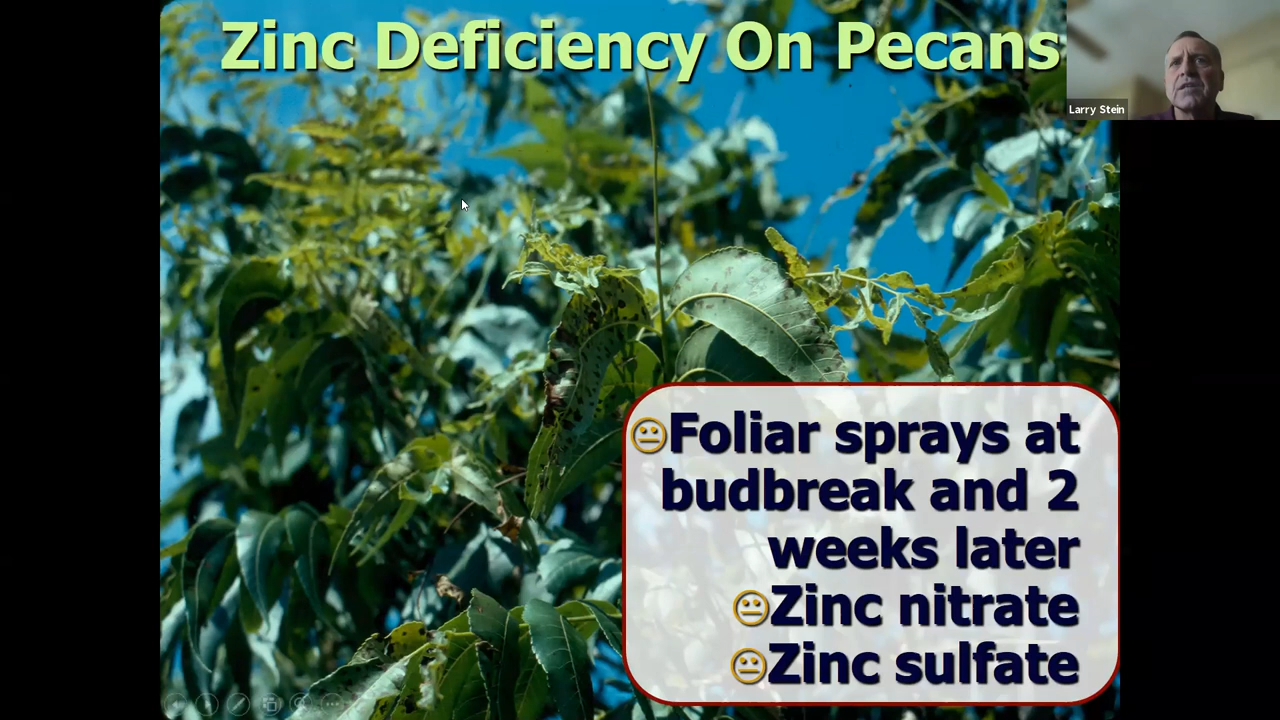 Zinc Deficiency On Pecans
Larry Stein
Foliar sprays at
budbreak and 2
weeks later
Zinc nitrate
Zinc sulfate